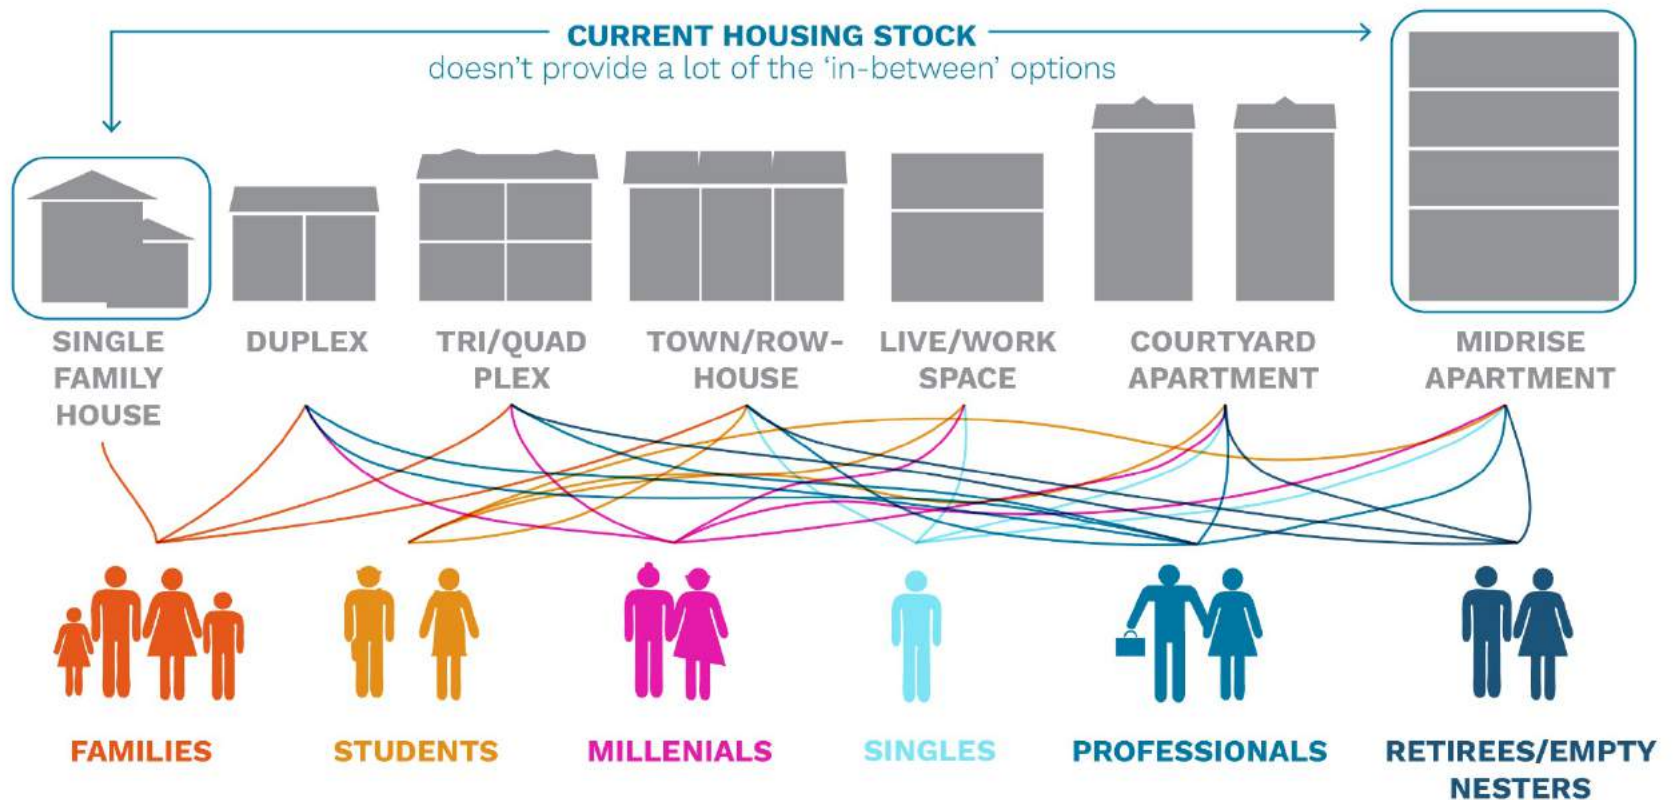 CURRENT HOUSING STOCK
doesn't provide a lot of the 'in-between' options
SINGLE
FAMILY
HOUSE
DUPLEX
TRI/QUAD
PLEX
TOWN/ROW-
HOUSE
LIVE/WORK
SPACE
COURTYARD
APARTMENT
MIDRISE
APARTMENT
FAMILIES
STUDENTS
MILLENIALS
SINGLES
PROFESSIONALS
RETIREES/EMPTY
NESTERS